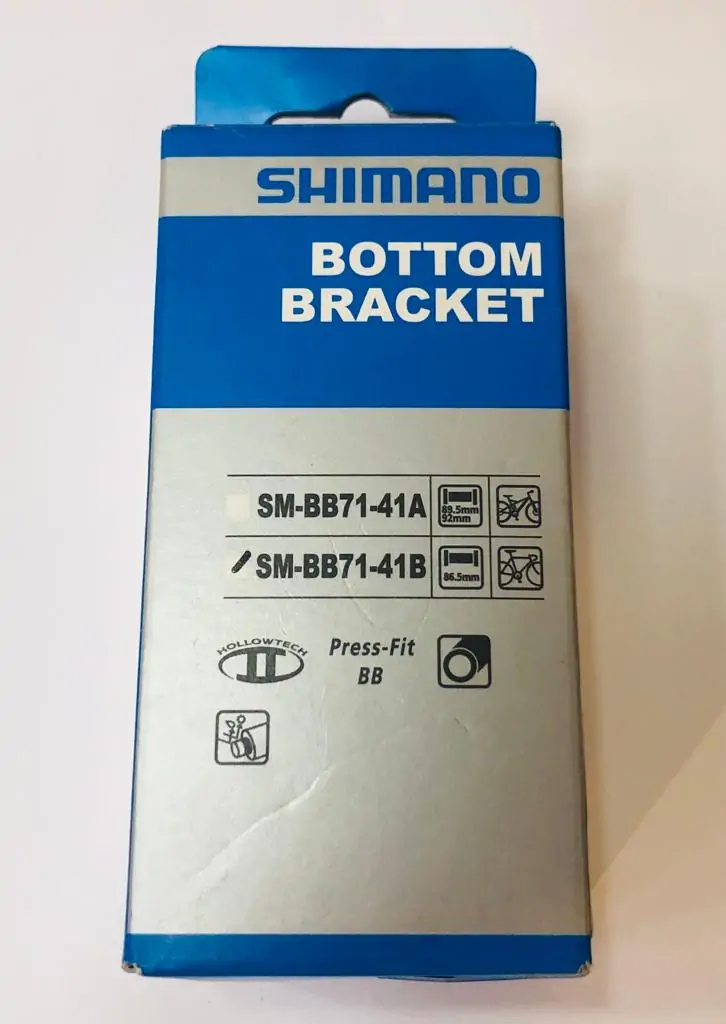 SHIMANO
BOTTOM
BRACKET
SM-BB71-41A 89.5mm
92mm
SM-BB71-41B 86.5mm
HOLLOWTECH
II
Press-Fit
BB